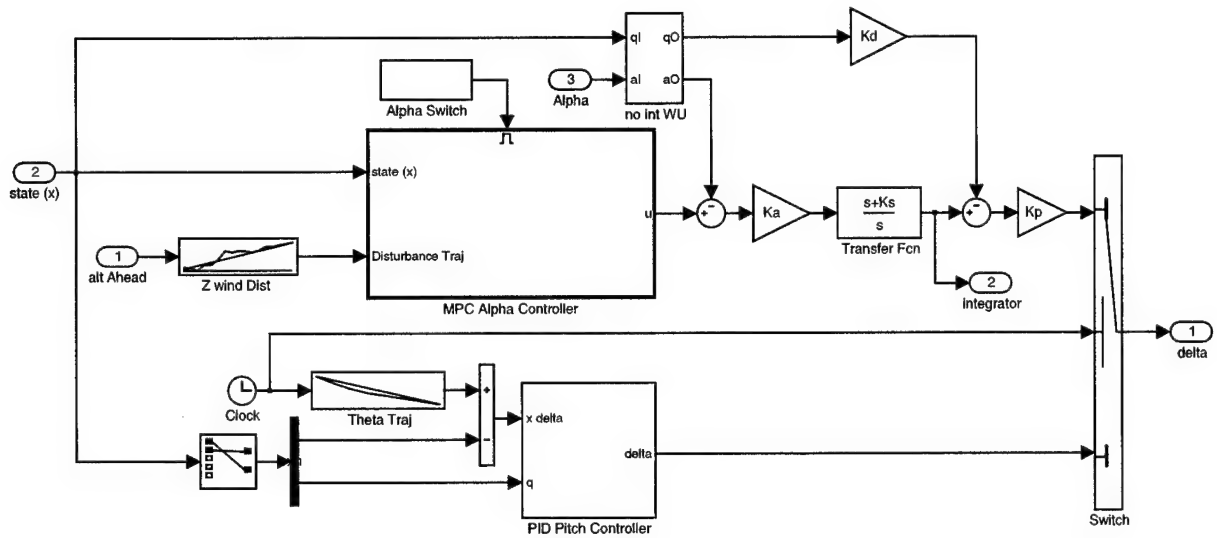 qI
qO
Kd
3
aI
aO
Alpha
Alpha Switch
no int WU
2
state (x)
state (x)
u
+
-
Ka
s+Ks
s
Transfer Fcn
+
-
Kp
1
alt Ahead
Z wind Dist
Disturbance Traj
MPC Alpha Controller
2
integrator
1
delta
Clock
Theta Traj
+
-
x delta
delta
q
PID Pitch Controller
Switch